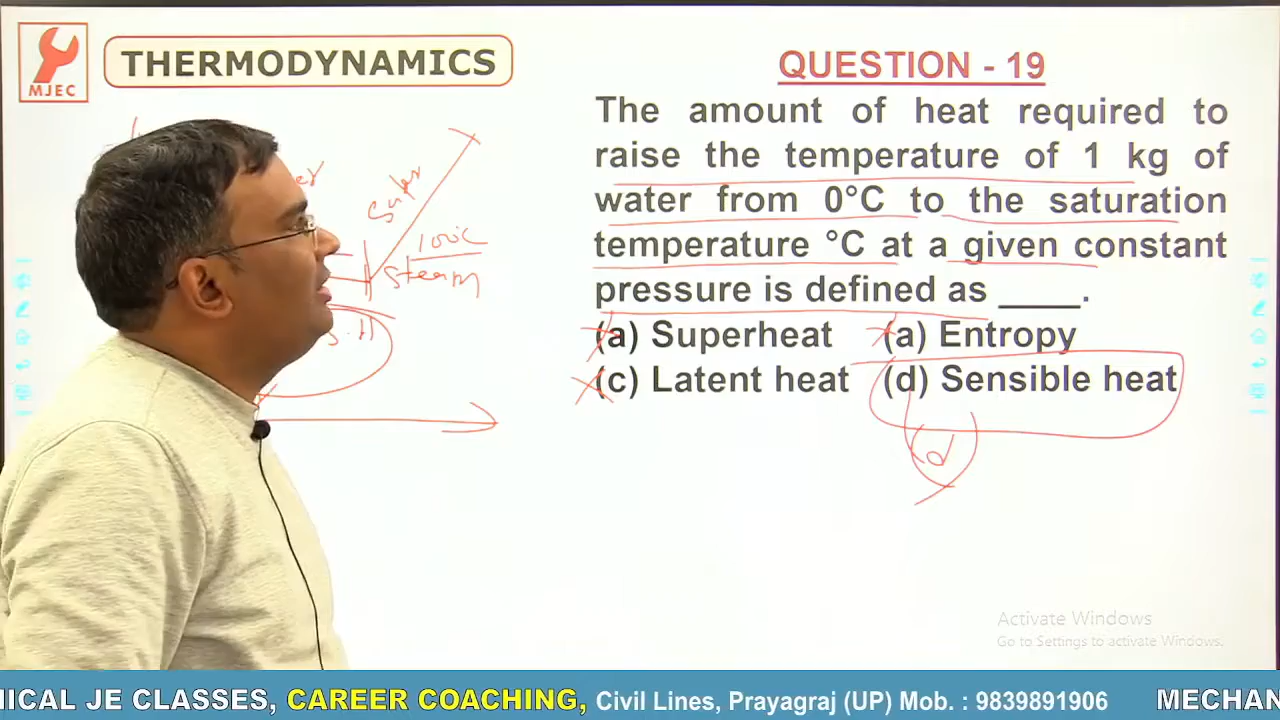 MJEC
THERMODYNAMICS
QUESTION - 19
The amount of heat required to
raise the temperature of 1 kg of
water from 0°C to the saturation
temperature °C at a given constant
pressure is defined as ____.
(a) Superheat (a) Entropy
(c) Latent heat (d) Sensible heat
super
100°C
steam
d
Activate Windows
Go to Settings to activate Windows.
NICAL JE CLASSES, CAREER COACHING, Civil Lines, Prayagraj (UP) Mob. : 9839891906 MECHAN